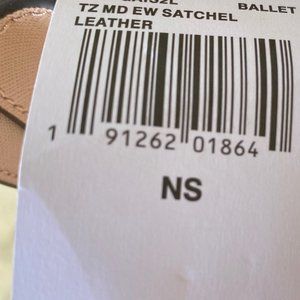 BALLET
TZ MD EW SATCHEL
LEATHER
1 91262 01864
NS